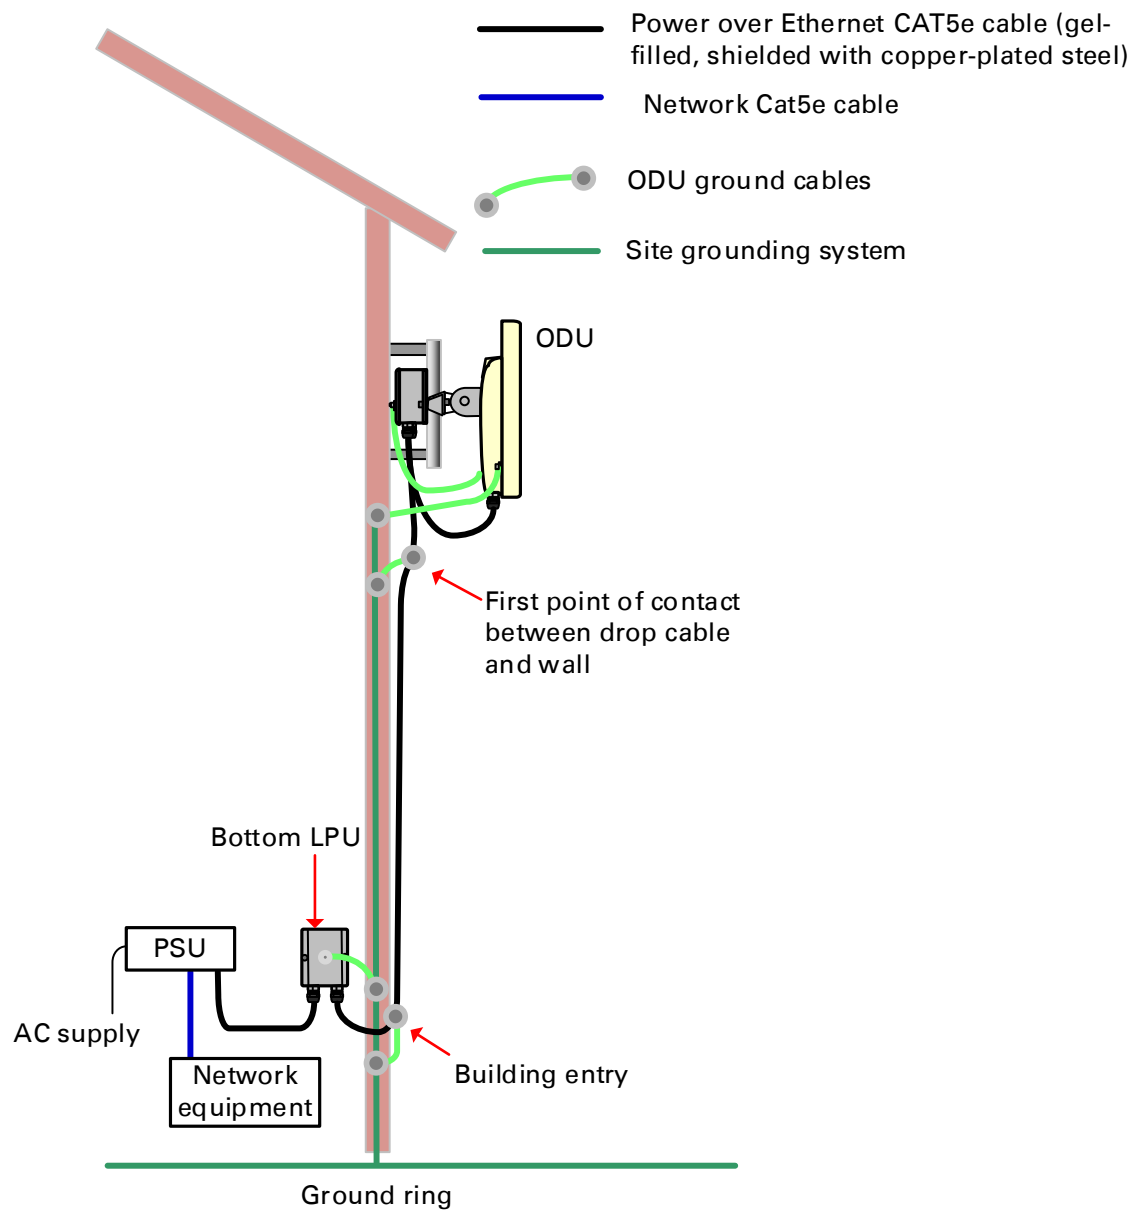 Power over Ethernet CAT5e cable (gel-
filled, shielded with copper-plated steel)
Network Cat5e cable
ODU ground cables
Site grounding system
ODU
First point of contact
between drop cable
and wall
Bottom LPU
PSU
AC supply
Network
equipment
Building entry
Ground ring